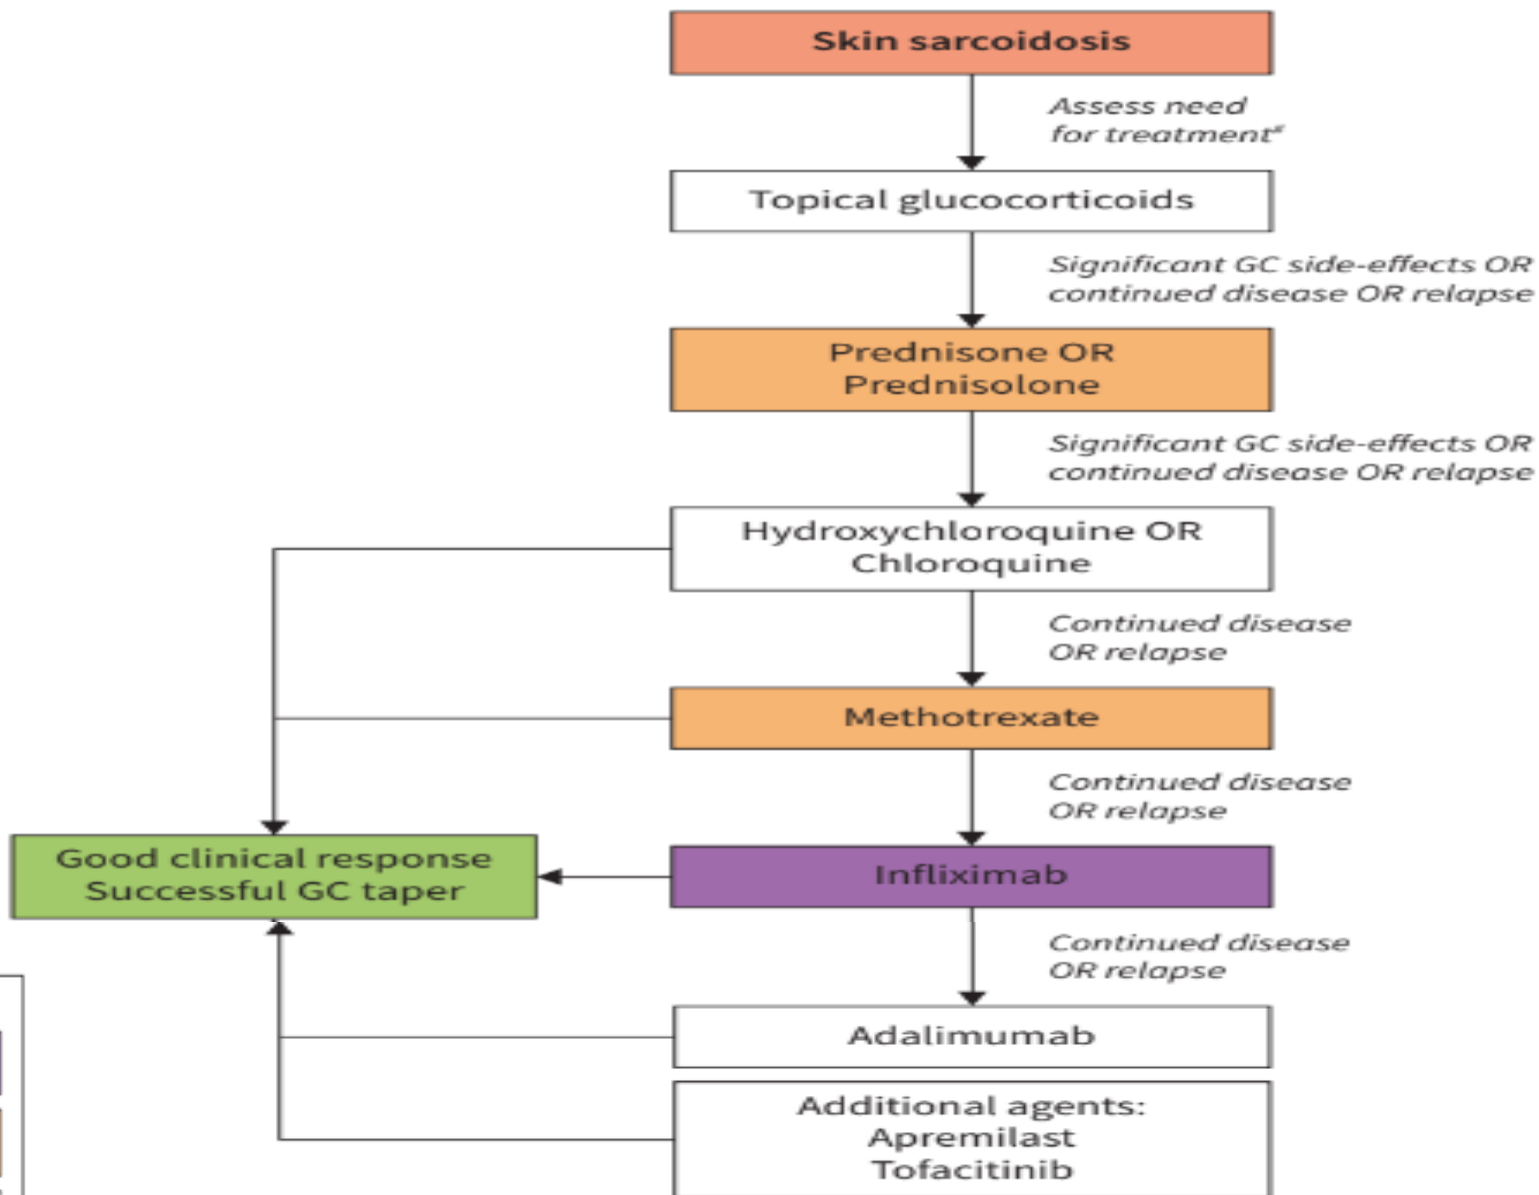 Skin sarcoidosis
Assess need
for treatment
Topical glucocorticoids
Significant GC side-effects OR
continued disease OR relapse
Prednisone OR
Prednisolone
Significant GC side-effects OR
continued disease OR relapse
Hydroxychloroquine OR
Chloroquine
Continued disease
OR relapse
Methotrexate
Continued disease
OR relapse
Good clinical response
Successful GC taper
Infliximab
Continued disease
OR relapse
Adalimumab
Additional agents:
Apremilast
Tofacitinib